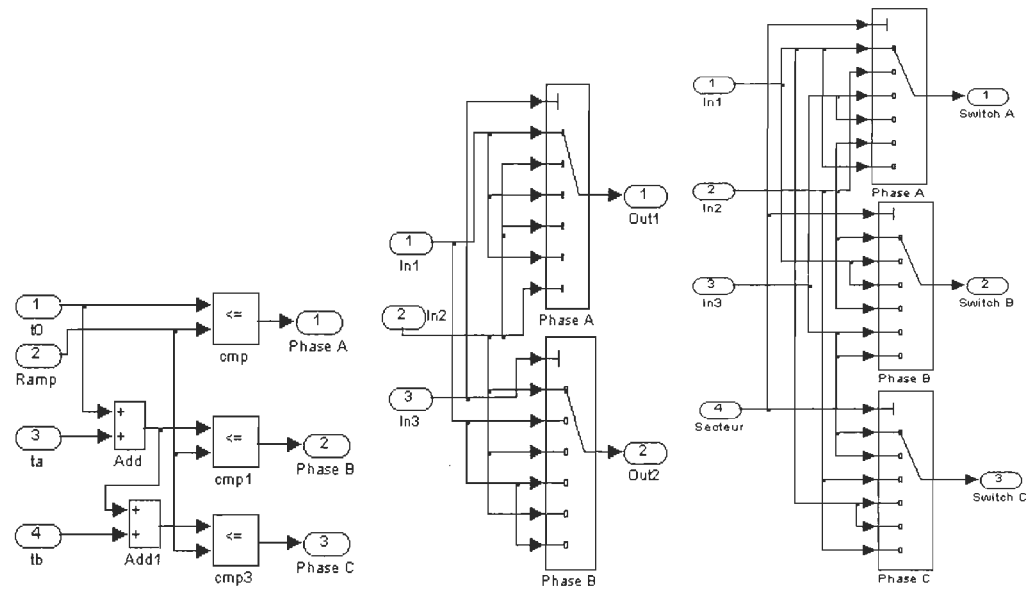 1
t0
2
Ramp
3
ta
4
tb
+
+
Add
+
+
Add1
<=
cmp
<=
cmp1
<=
cmp3
1
Phase A
2
Phase B
3
Phase C
1
In1
2
In2
3
In3
Phase A
Phase B
1
Out1
2
Out2
1
In1
2
In2
3
In3
4
Secteur
Phase A
Phase B
Phase C
1
Switch A
2
Switch B
3
Switch C